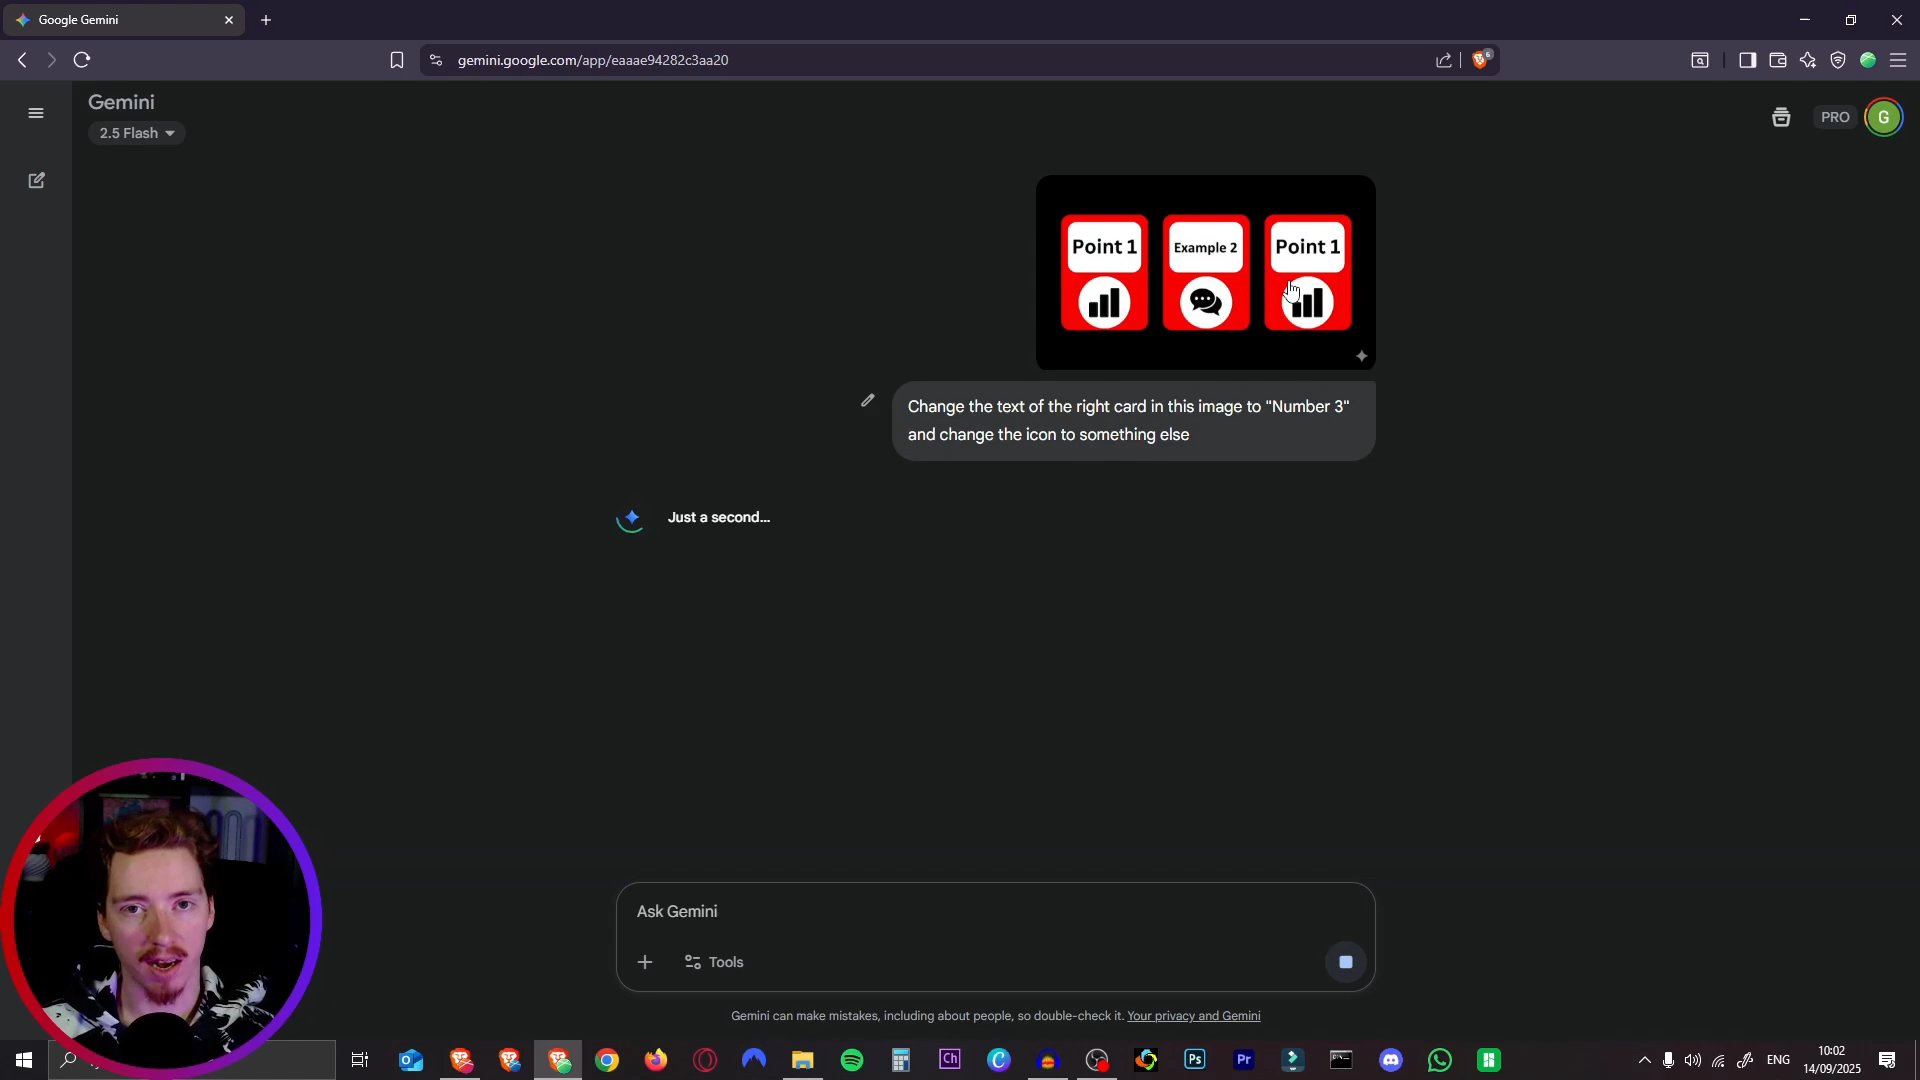 Google Gemini
gemini.google.com/app/eaaae94282c3aa20
6
Gemini
2.5 Flash
PRO
G
Point 1
Example 2
Point 1
Change the text of the right card in this image to "Number 3"
and change the icon to something else
Just a second...
Ask Gemini
Tools
Gemini can make mistakes, including about people, so double-check it. Your privacy and Gemini
Ch
Ps
Pr
ENG
10:02
14/09/2025